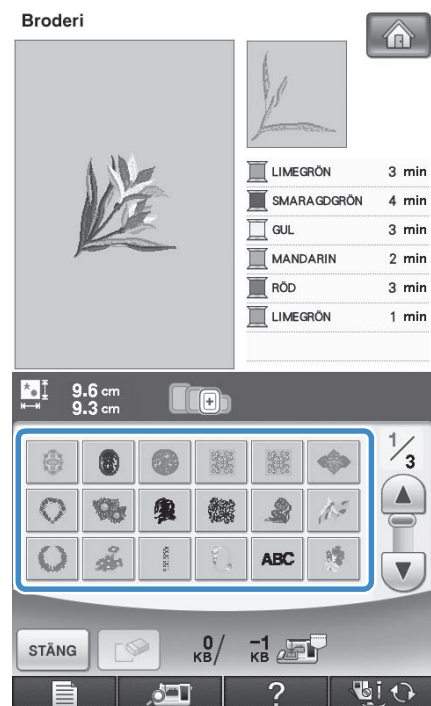 Broderi
LIMEGRÖN 3 min
SMARAGDGRÖN 4 min
GUL 3 min
MANDARIN 2 min
RÖD 3 min
LIMEGRÖN 1 min
9.6 cm
9.3 cm
1/3
ABC
STÄNG
0/ KB
-1 KB
?